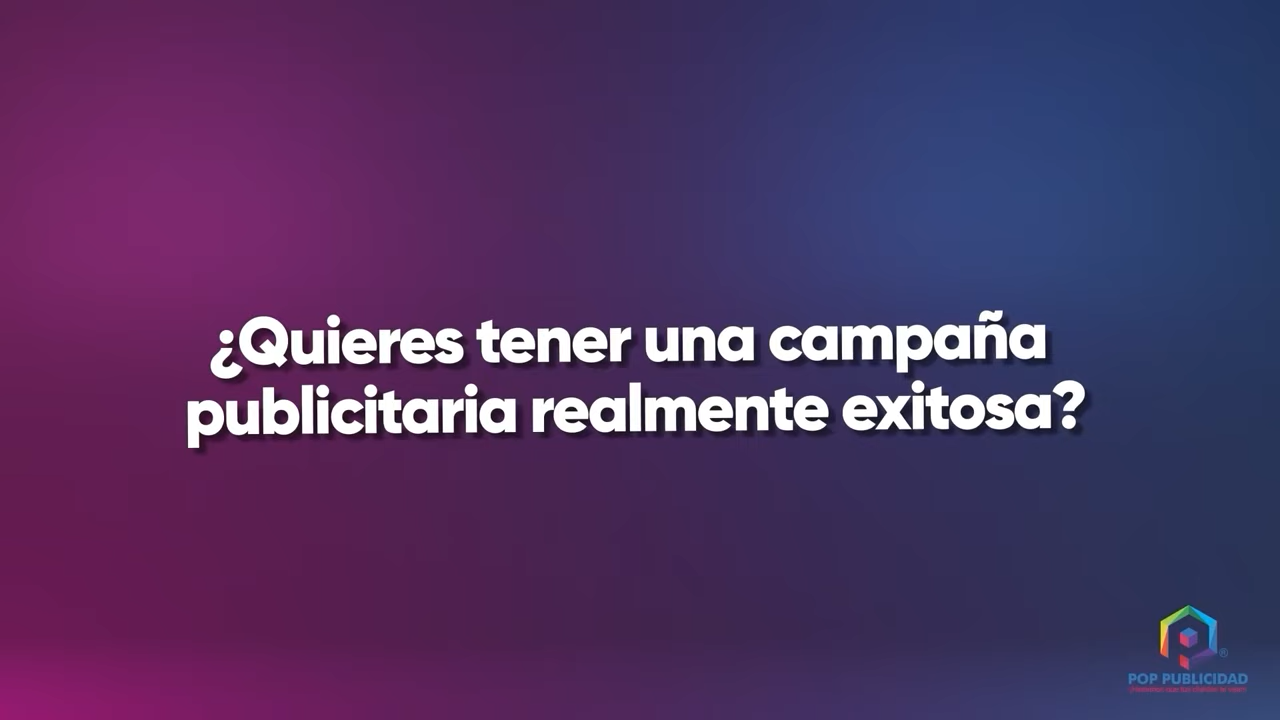 ¿Quieres tener una campaña
publicitaria realmente exitosa?
®
POP PUBLICIDAD